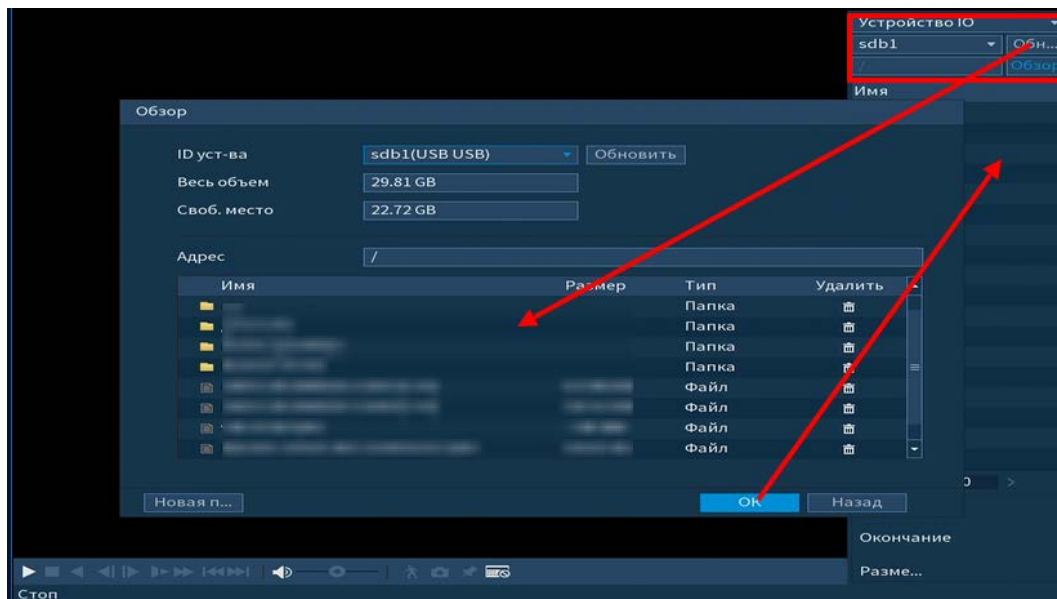 Устройство IO
sdb1 Обн...
/ Обзор
Имя
Обзор
ID уст-ва sdb1(USB USB) Обновить
Весь объем 29.81 GB
Своб. место 22.72 GB
Адрес /
Имя Размер Тип Удалить
Папка
Папка
Папка
Папка
Файл
Файл
Файл
Файл
0 >
Новая п... ОК Назад
Окончание
Разме...
Стоп